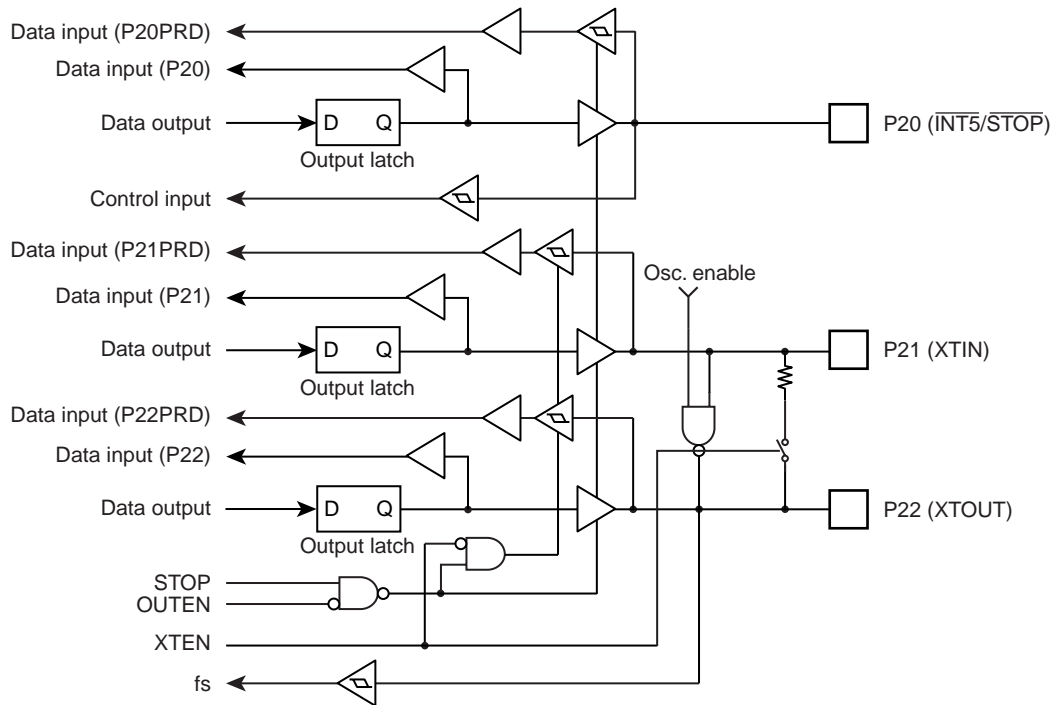 Data input (P20PRD)
Data input (P20)
Data output
D Q
Output latch
P20 (I̅N̅T̅5̅/S̅T̅O̅P̅)
Control input
Data input (P21PRD)
Osc. enable
Data input (P21)
Data output
D Q
Output latch
P21 (XTIN)
Data input (P22PRD)
Data input (P22)
Data output
D Q
Output latch
P22 (XTOUT)
STOP
OUTEN
XTEN
fs